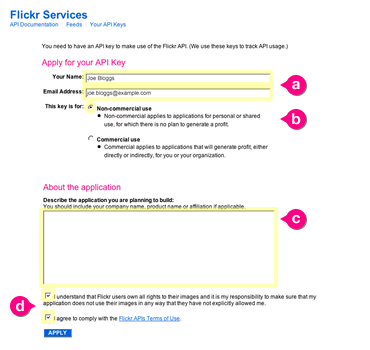 Flickr Services
API Documentation Feeds Your API Keys
You need to have an API key to make use of the Flickr API. (We use these keys to track API usage.)
Apply for your API Key
Your Name: Joe Bloggs
a
Email Address: joe.bloggs@example.com
This key is for: Non-commercial use
b
• Non-commercial applies to applications for personal or shared
use, for which there is no plan to generate a profit.
Commercial use
• Commercial applies to applications that will generate profit, either
directly or indirectly, for you or your organization.
About the application
Describe the application you are planning to build:
You should include your company name, product name or affiliation if applicable.
c
I understand that Flickr users own all rights to their images and it is my responsibility to make sure that my
application does not use their images in any way that they have not explicitly allowed me.
d
I agree to comply with the Flickr APIs Terms of Use.
APPLY